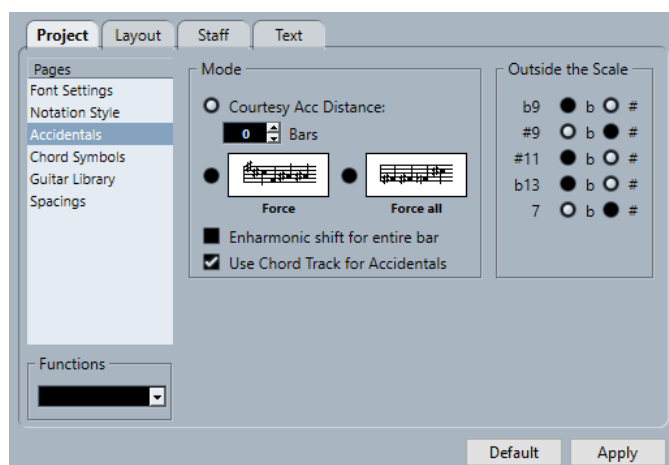 Project Layout Staff Text
Pages
Font Settings
Notation Style
Accidentals
Chord Symbols
Guitar Library
Spacings
Functions
Mode
Courtesy Acc Distance:
0 Bars
Force Force all
Enharmonic shift for entire bar
Use Chord Track for Accidentals
Outside the Scale
b9 b #
#9 b #
#11 b #
b13 b #
7 b #
Default Apply